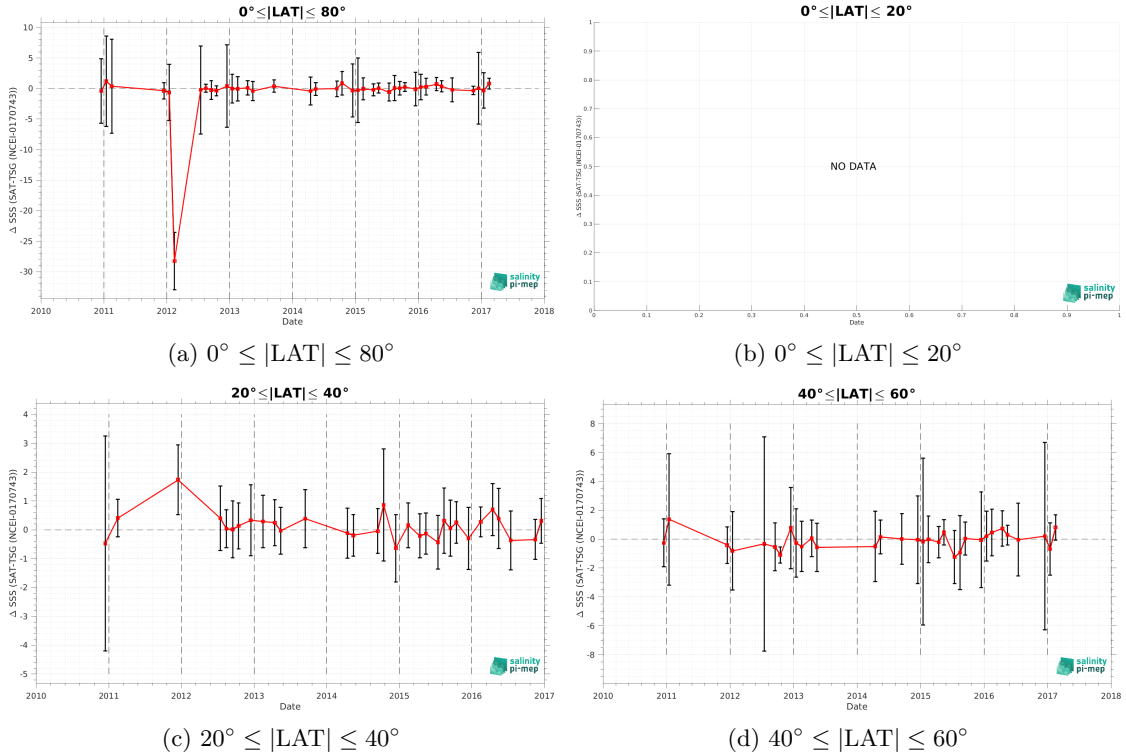 0°≤|LAT|≤ 80°
Δ SSS (SAT-TSG (NCEI-0170743))
10
5
0
-5
-10
-15
-20
-25
-30
2010 2011 2012 2013 2014 2015 2016 2017 2018
Date
salinity
pi-mep
(a) 0° ≤ |LAT| ≤ 80°
0°≤|LAT|≤ 20°
Δ SSS (SAT-TSG (NCEI-0170743))
1
0.9
0.8
0.7
0.6
0.5
0.4
0.3
0.2
0.1
0
NO DATA
0 0.1 0.2 0.3 0.4 0.5 0.6 0.7 0.8 0.9 1
Date
salinity
pi-mep
(b) 0° ≤ |LAT| ≤ 20°
20°≤|LAT|≤ 40°
Δ SSS (SAT-TSG (NCEI-0170743))
4
3
2
1
0
-1
-2
-3
-4
-5
2010 2011 2012 2013 2014 2015 2016 2017
Date
salinity
pi-mep
(c) 20° ≤ |LAT| ≤ 40°
40°≤|LAT|≤ 60°
Δ SSS (SAT-TSG (NCEI-0170743))
8
6
4
2
0
-2
-4
-6
-8
2010 2011 2012 2013 2014 2015 2016 2017 2018
Date
salinity
pi-mep
(d) 40° ≤ |LAT| ≤ 60°